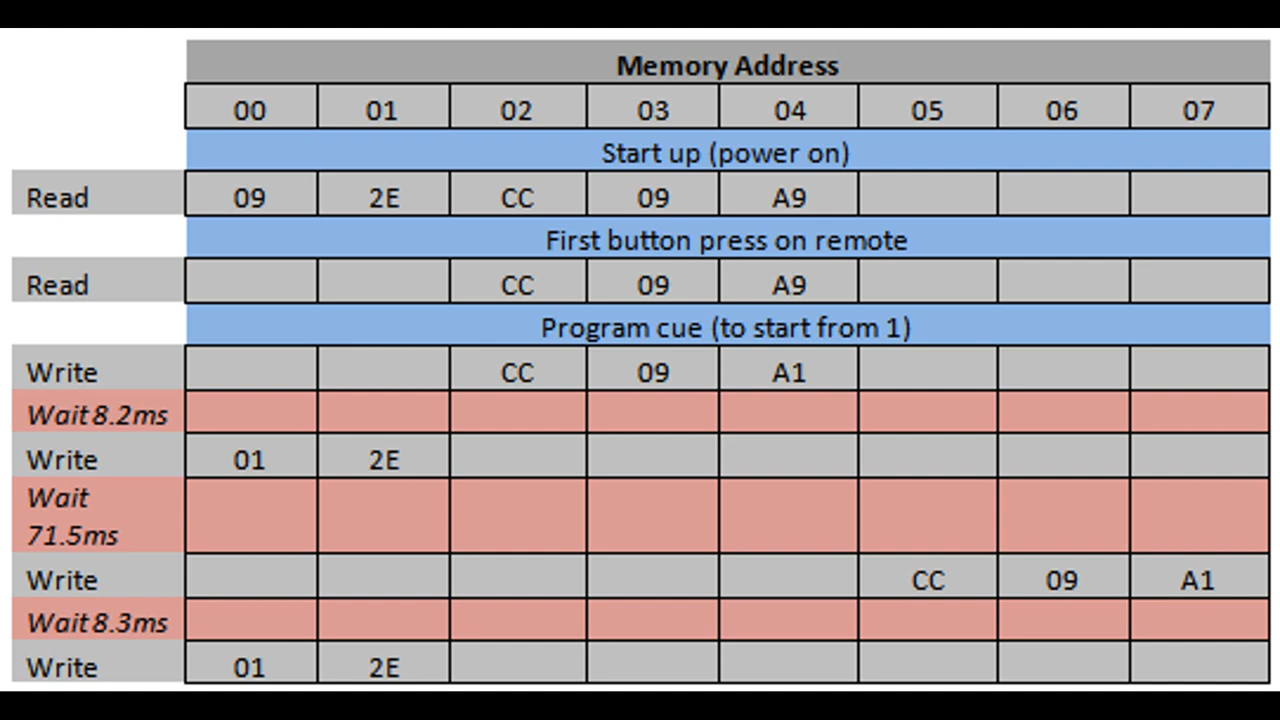 Memory Address
00 01 02 03 04 05 06 07
Start up (power on)
Read 09 2E CC 09 A9
First button press on remote
Read CC 09 A9
Program cue (to start from 1)
Write CC 09 A1
Wait 8.2ms
Write 01 2E
Wait
71.5ms
Write CC 09 A1
Wait 8.3ms
Write 01 2E